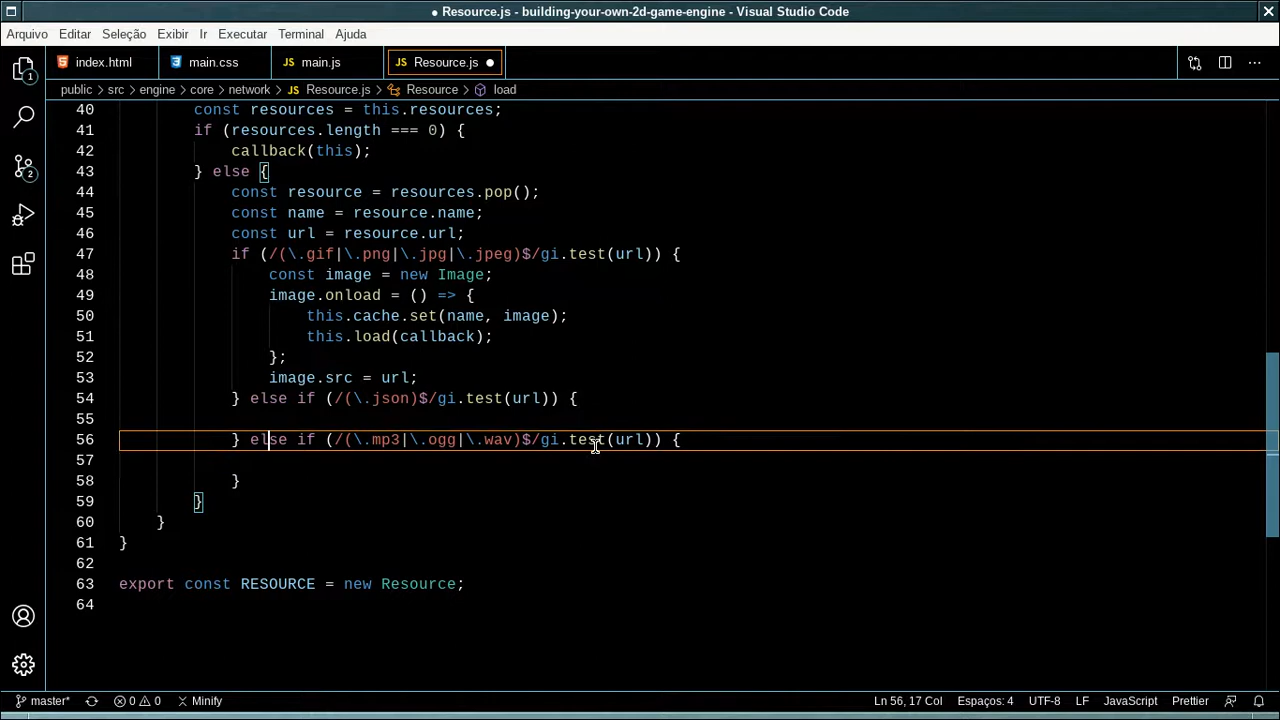 Resource.js - building-your-own-2d-game-engine - Visual Studio Code
Arquivo Editar Seleção Exibir Ir Executar Terminal Ajuda
index.html main.css JS main.js JS Resource.js
public > src > engine > core > network > JS Resource.js > Resource > load
40 const resources = this.resources;
41 if (resources.length === 0) {
42 callback(this);
43 } else {
44 const resource = resources.pop();
45 const name = resource.name;
46 const url = resource.url;
47 if (/(\.gif|\.png|\.jpg|\.jpeg)$/gi.test(url)) {
48 const image = new Image;
49 image.onload = () => {
50 this.cache.set(name, image);
51 this.load(callback);
52 };
53 image.src = url;
54 } else if (/(\.json)$/gi.test(url)) {
55
56 } else if (/(\.mp3|\.ogg|\.wav)$/gi.test(url)) {
57
58 }
59 }
60 }
61 }
62
63 export const RESOURCE = new Resource;
64
1
2
master* 0 0 Minify Ln 56, 17 Col Espaços: 4 UTF-8 LF JavaScript Prettier